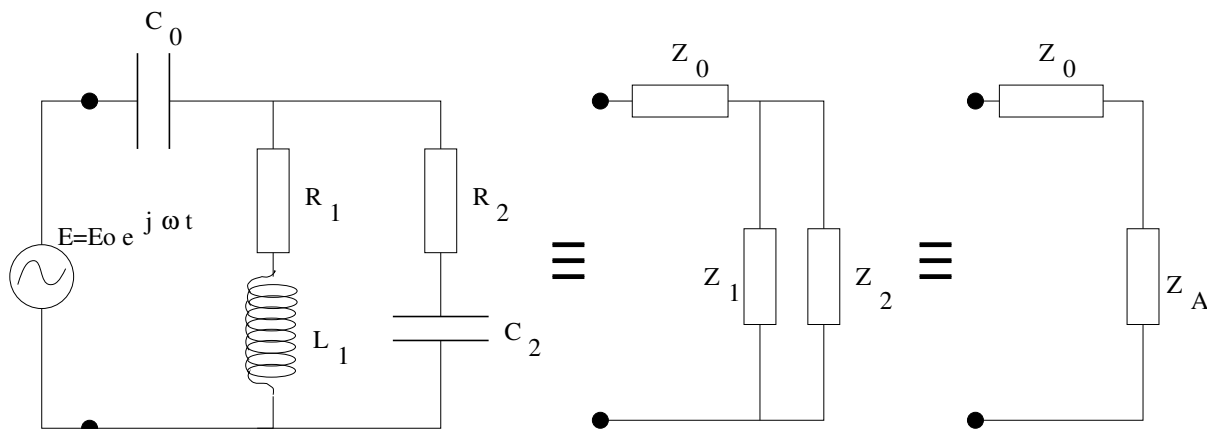 C 0
R 1
R 2
E=Eo e j ω t
L 1
C 2
≡
Z 0
Z 1
Z 2
≡
Z 0
Z A